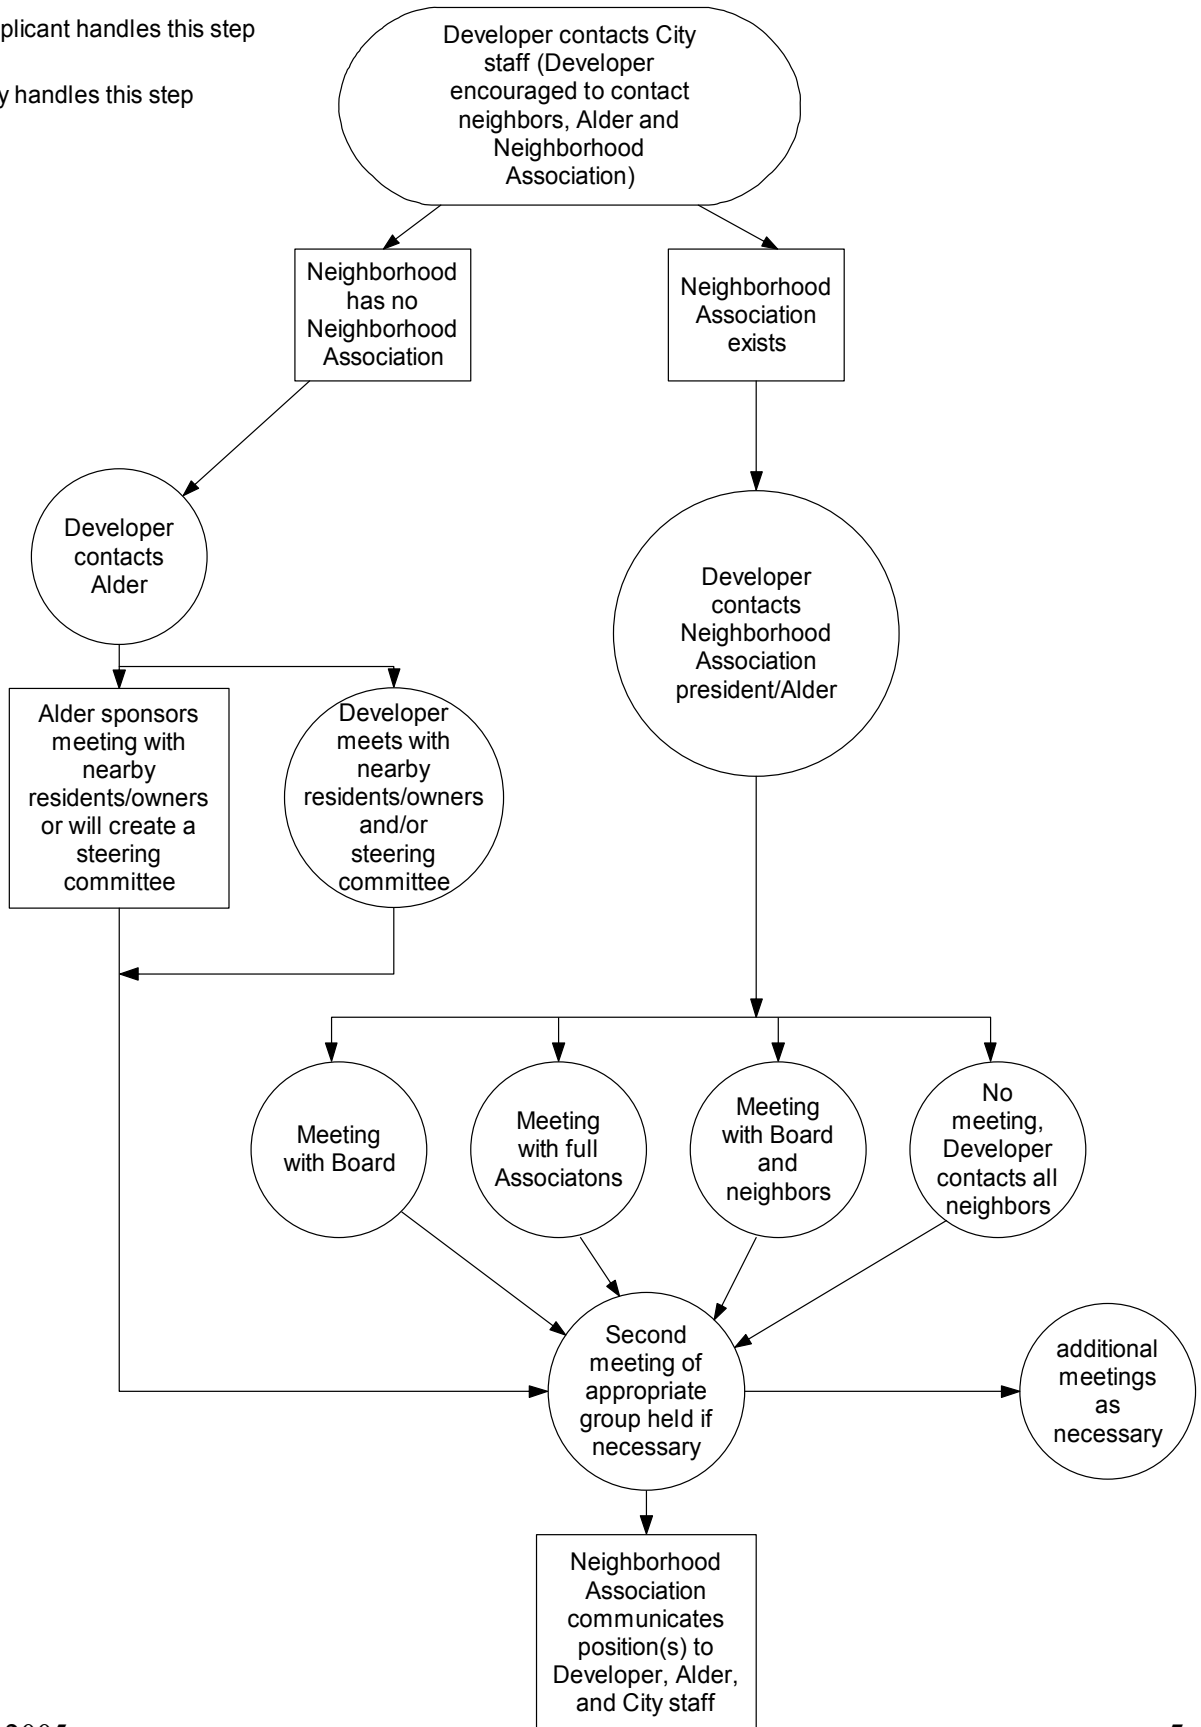 plicant handles this step
y handles this step
Developer contacts City
staff (Developer
encouraged to contact
neighbors, Alder and
Neighborhood
Association)
Neighborhood
has no
Neighborhood
Association
Neighborhood
Association
exists
Developer
contacts
Alder
Developer
contacts
Neighborhood
Association
president/Alder
Alder sponsors
meeting with
nearby
residents/owners
or will create a
steering
committee
Developer
meets with
nearby
residents/owners
and/or
steering
committee
Meeting
with Board
Meeting
with full
Associatons
Meeting
with Board
and
neighbors
No
meeting,
Developer
contacts all
neighbors
Second
meeting of
appropriate
group held if
necessary
additional
meetings
as
necessary
Neighborhood
Association
communicates
position(s) to
Developer, Alder,
and City staff